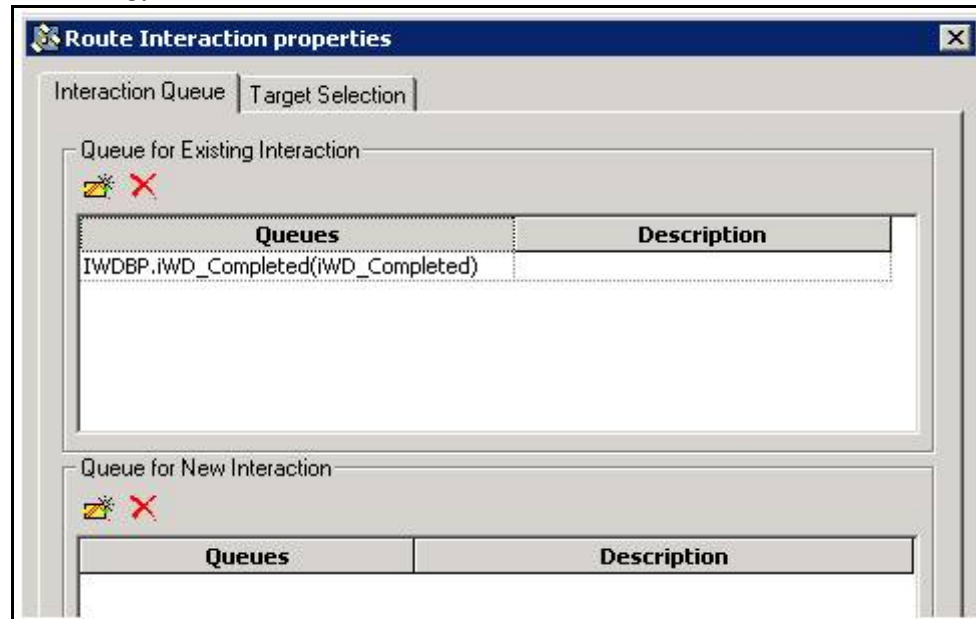 Route Interaction properties
Interaction Queue Target Selection
Queue for Existing Interaction
Queues Description
IWDBP.iWD_Completed(iWD_Completed)
Queue for New Interaction
Queues Description